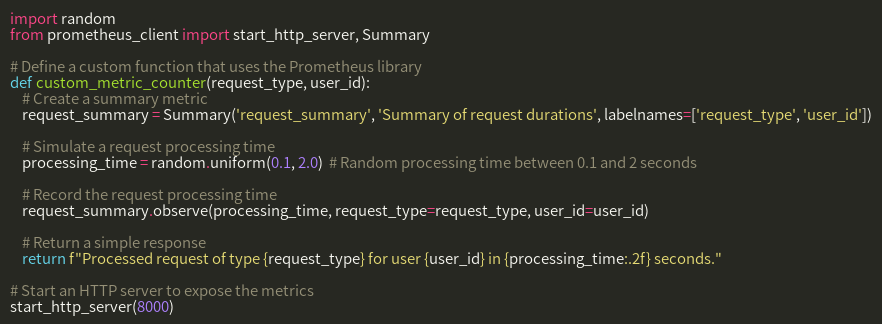 import random
from prometheus_client import start_http_server, Summary
# Define a custom function that uses the Prometheus library
def custom_metric_counter(request_type, user_id):
# Create a summary metric
request_summary = Summary('request_summary', 'Summary of request durations', labelnames=['request_type', 'user_id'])
# Simulate a request processing time
processing_time = random.uniform(0.1, 2.0)  # Random processing time between 0.1 and 2 seconds
# Record the request processing time
request_summary.observe(processing_time, request_type=request_type, user_id=user_id)
# Return a simple response
return f"Processed request of type {request_type} for user {user_id} in {processing_time:.2f} seconds."
# Start an HTTP server to expose the metrics
start_http_server(8000)